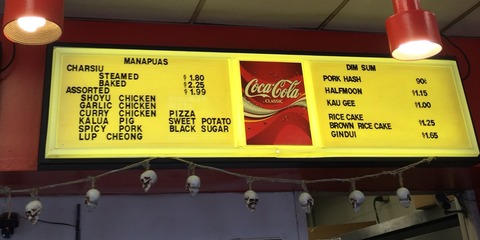 MANAPUAS
CHARSIU
STEAMED $1.80
BAKED $2.25
ASSORTED $1.99
SHOYU CHICKEN
GARLIC CHICKEN
CURRY CHICKEN PIZZA
KALUA PIG SWEET POTATO
SPICY PORK BLACK SUGAR
LUP CHEONG
Coca-Cola
CLASSIC
DIM SUM
PORK HASH 90¢
HALFMOON $1.15
KAU GEE $1.00
RICE CAKE
BROWN RICE CAKE $1.25
GINDUI $1.65